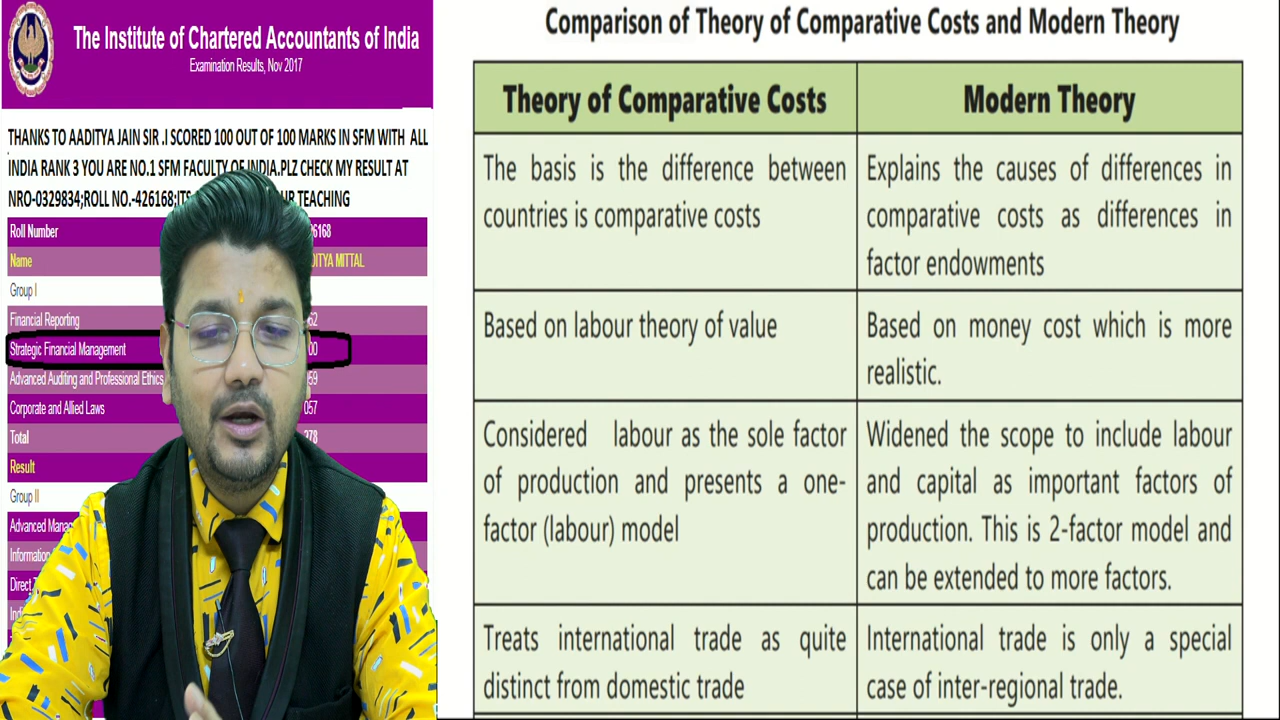 The Institute of Chartered Accountants of India
Examination Results, Nov 2017
THANKS TO AADITYA JAIN SIR .I SCORED 100 OUT OF 100 MARKS IN SFM WITH ALL
INDIA RANK 3 YOU ARE NO.1 SFM FACULTY OF INDIA.PLZ CHECK MY RESULT AT
NRO-0329834;ROLL NO.-426168;ITS TEACHING
Roll Number
Name MITTAL
Group I
Financial Reporting
Strategic Financial Management
Advanced Auditing and Professional Ethics
Corporate and Allied Laws 057
Total 278
Result
Group II
Advanced
Information
Direct
Comparison of Theory of Comparative Costs and Modern Theory
Theory of Comparative Costs
Modern Theory
The basis is the difference between
countries is comparative costs
Explains the causes of differences in
comparative costs as differences in
factor endowments
Based on labour theory of value
Based on money cost which is more
realistic.
Considered labour as the sole factor
of production and presents a one-
factor (labour) model
Widened the scope to include labour
and capital as important factors of
production. This is 2-factor model and
can be extended to more factors.
Treats international trade as quite
distinct from domestic trade
International trade is only a special
case of inter-regional trade.